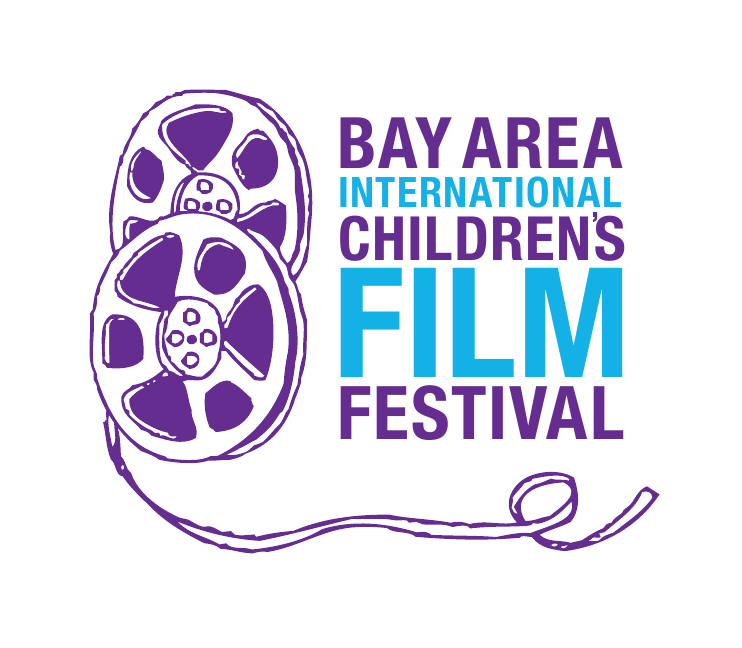 BAY AREA
INTERNATIONAL
CHILDREN'S
FILM
FESTIVAL